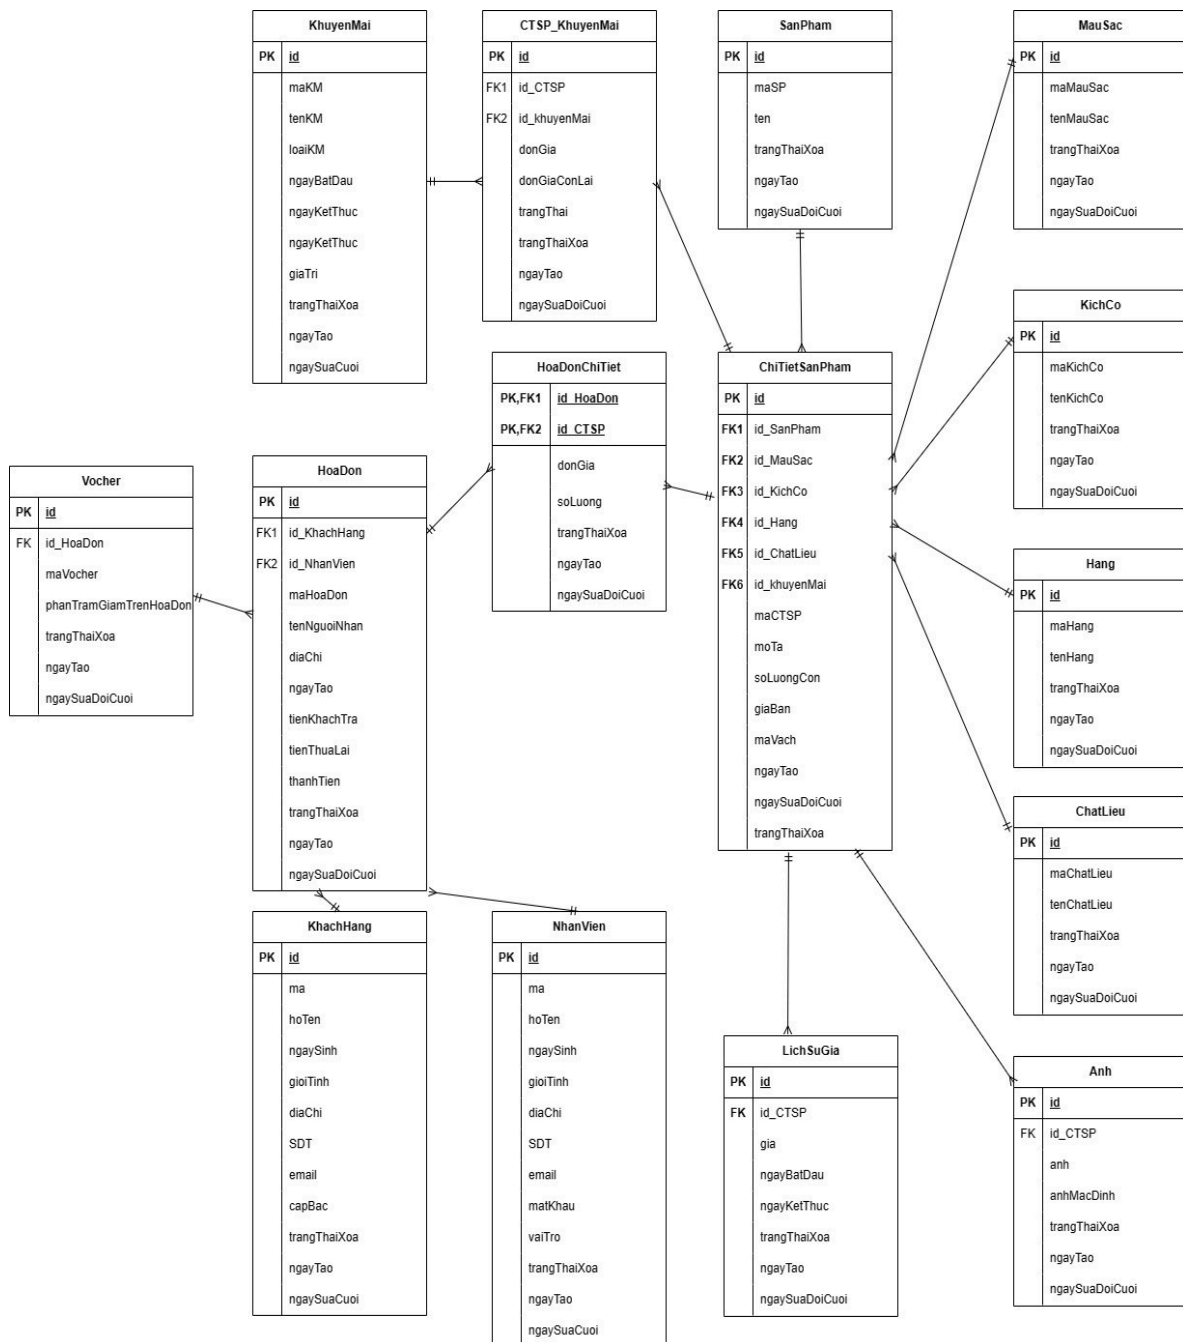 KhuyenMai
PK id
maKM
tenKM
loaiKM
ngayBatDau
ngayKetThuc
ngayKetThuc
giaTri
trangThaiXoa
ngayTao
ngaySuaCuoi
CTSP_KhuyenMai
PK id
FK1 id_CTSP
FK2 id_khuyenMai
donGia
donGiaConLai
trangThai
trangThaiXoa
ngayTao
ngaySuaDoiCuoi
SanPham
PK id
maSP
ten
trangThaiXoa
ngayTao
ngaySuaDoiCuoi
MauSac
PK id
maMauSac
tenMauSac
trangThaiXoa
ngayTao
ngaySuaDoiCuoi
KichCo
PK id
maKichCo
tenKichCo
trangThaiXoa
ngayTao
ngaySuaDoiCuoi
HoaDonChiTiet
PK,FK1 id_HoaDon
PK,FK2 id_CTSP
donGia
soLuong
trangThaiXoa
ngayTao
ngaySuaDoiCuoi
ChiTietSanPham
PK id
FK1 id_SanPham
FK2 id_MauSac
FK3 id_KichCo
FK4 id_Hang
FK5 id_ChatLieu
FK6 id_khuyenMai
maCTSP
moTa
soLuongCon
giaBan
maVach
ngayTao
ngaySuaDoiCuoi
trangThaiXoa
Vocher
PK id
FK id_HoaDon
maVocher
phanTramGiamTrenHoaDon
trangThaiXoa
ngayTao
ngaySuaDoiCuoi
HoaDon
PK id
FK1 id_KhachHang
FK2 id_NhanVien
maHoaDon
tenNguoiNhan
diaChi
ngayTao
tienKhachTra
tienThuaLai
thanhTien
trangThaiXoa
ngayTao
ngaySuaDoiCuoi
Hang
PK id
maHang
tenHang
trangThaiXoa
ngayTao
ngaySuaDoiCuoi
ChatLieu
PK id
maChatLieu
tenChatLieu
trangThaiXoa
ngayTao
ngaySuaDoiCuoi
KhachHang
PK id
ma
hoTen
ngaySinh
gioiTinh
diaChi
SDT
email
capBac
trangThaiXoa
ngayTao
ngaySuaCuoi
NhanVien
PK id
ma
hoTen
ngaySinh
gioiTinh
diaChi
SDT
email
matKhau
vaiTro
trangThaiXoa
ngayTao
ngaySuaCuoi
LichSuGia
PK id
FK id_CTSP
gia
ngayBatDau
ngayKetThuc
trangThaiXoa
ngayTao
ngaySuaDoiCuoi
Anh
PK id
FK id_CTSP
anh
anhMacDinh
trangThaiXoa
ngayTao
ngaySuaDoiCuoi